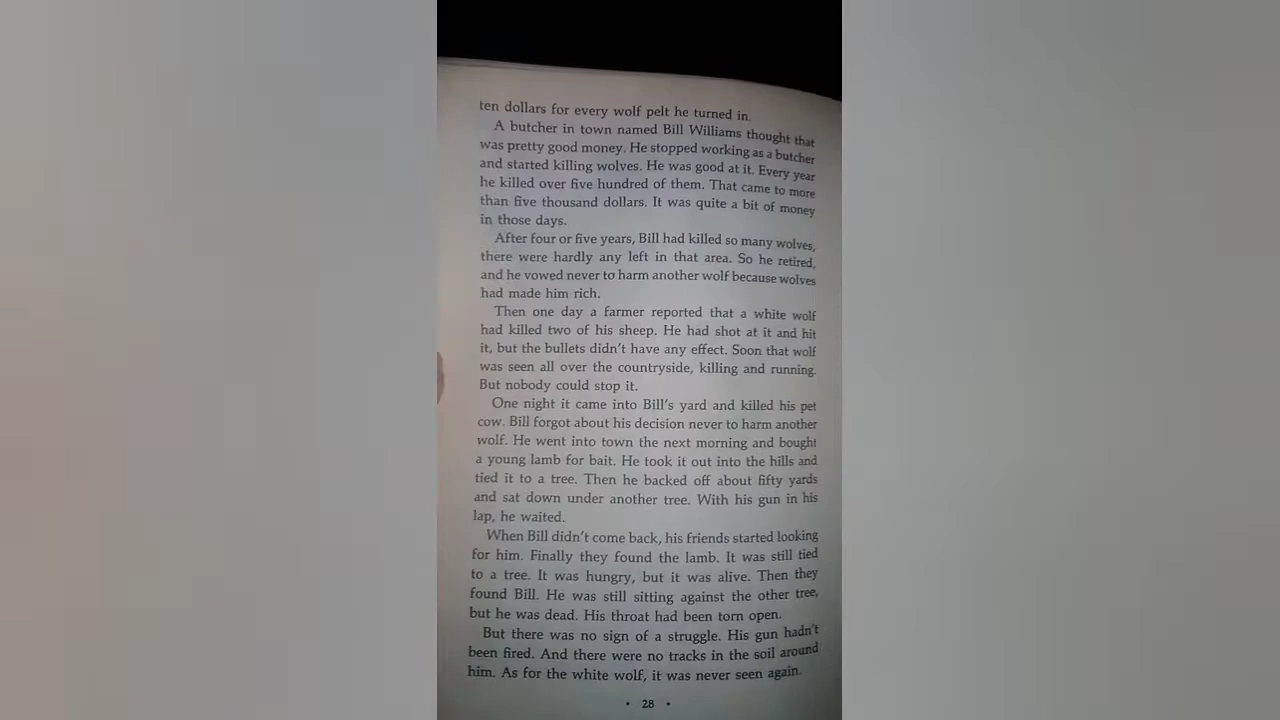 ten dollars for every wolf pelt he turned in.
A butcher in town named Bill Williams thought that
was pretty good money. He stopped working as a butcher
and started killing wolves. He was good at it. Every year
he killed over five hundred of them. That came to more
than five thousand dollars. It was quite a bit of money
in those days.
After four or five years, Bill had killed so many wolves,
there were hardly any left in that area. So he retired,
and he vowed never to harm another wolf because wolves
had made him rich.
Then one day a farmer reported that a white wolf
had killed two of his sheep. He had shot at it and hit
it, but the bullets didn't have any effect. Soon that wolf
was seen all over the countryside, killing and running.
But nobody could stop it.
One night it came into Bill's yard and killed his pet
cow. Bill forgot about his decision never to harm another
wolf. He went into town the next morning and bought
a young lamb for bait. He took it out into the hills and
tied it to a tree. Then he backed off about fifty yards
and sat down under another tree. With his gun in his
lap, he waited.
When Bill didn't come back, his friends started looking
for him. Finally they found the lamb. It was still tied
to a tree. It was hungry, but it was alive. Then they
found Bill. He was still sitting against the other tree,
but he was dead. His throat had been torn open.
But there was no sign of a struggle. His gun hadn't
been fired. And there were no tracks in the soil around
him. As for the white wolf, it was never seen again.
• 28 •